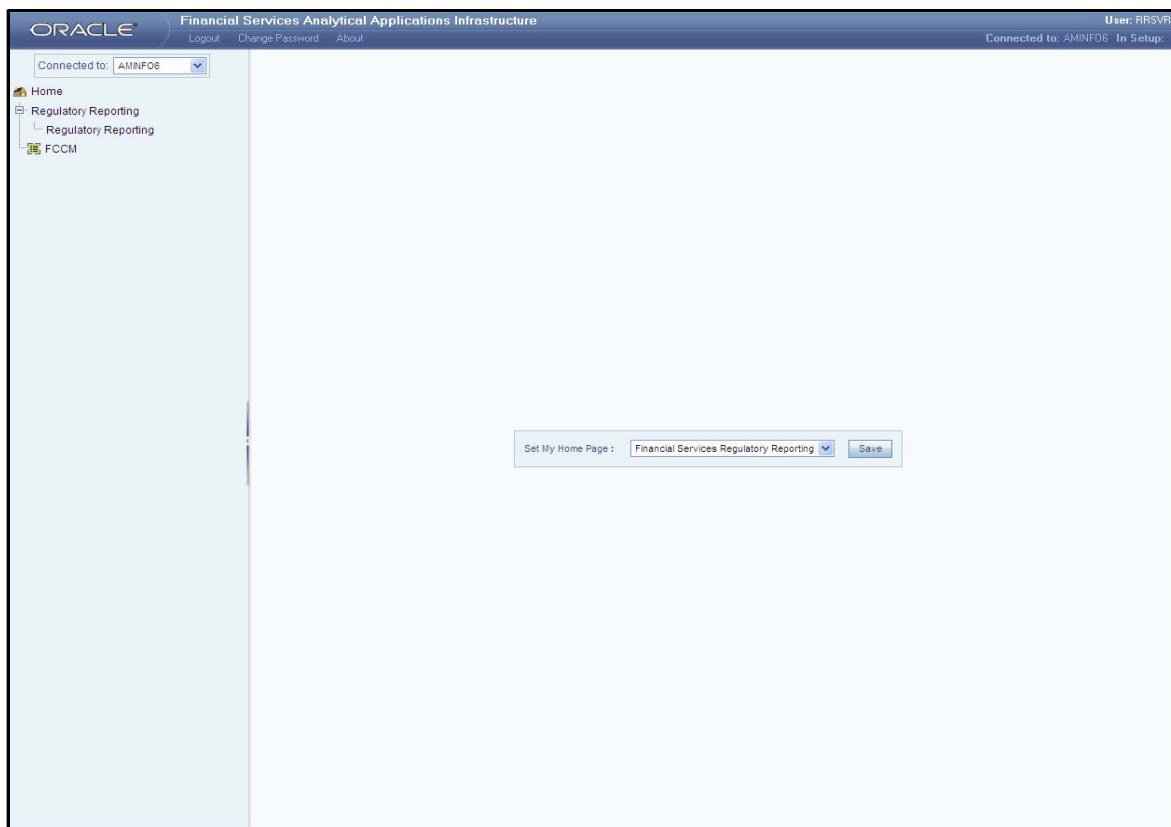 ORACLE
Financial Services Analytical Applications Infrastructure
User: RRSVR
Logout Change Password About
Connected to: AMINFO6 In Setup:
Connected to: AMINFO6
Home
Regulatory Reporting
Regulatory Reporting
FCCM
Set My Home Page : Financial Services Regulatory Reporting Save